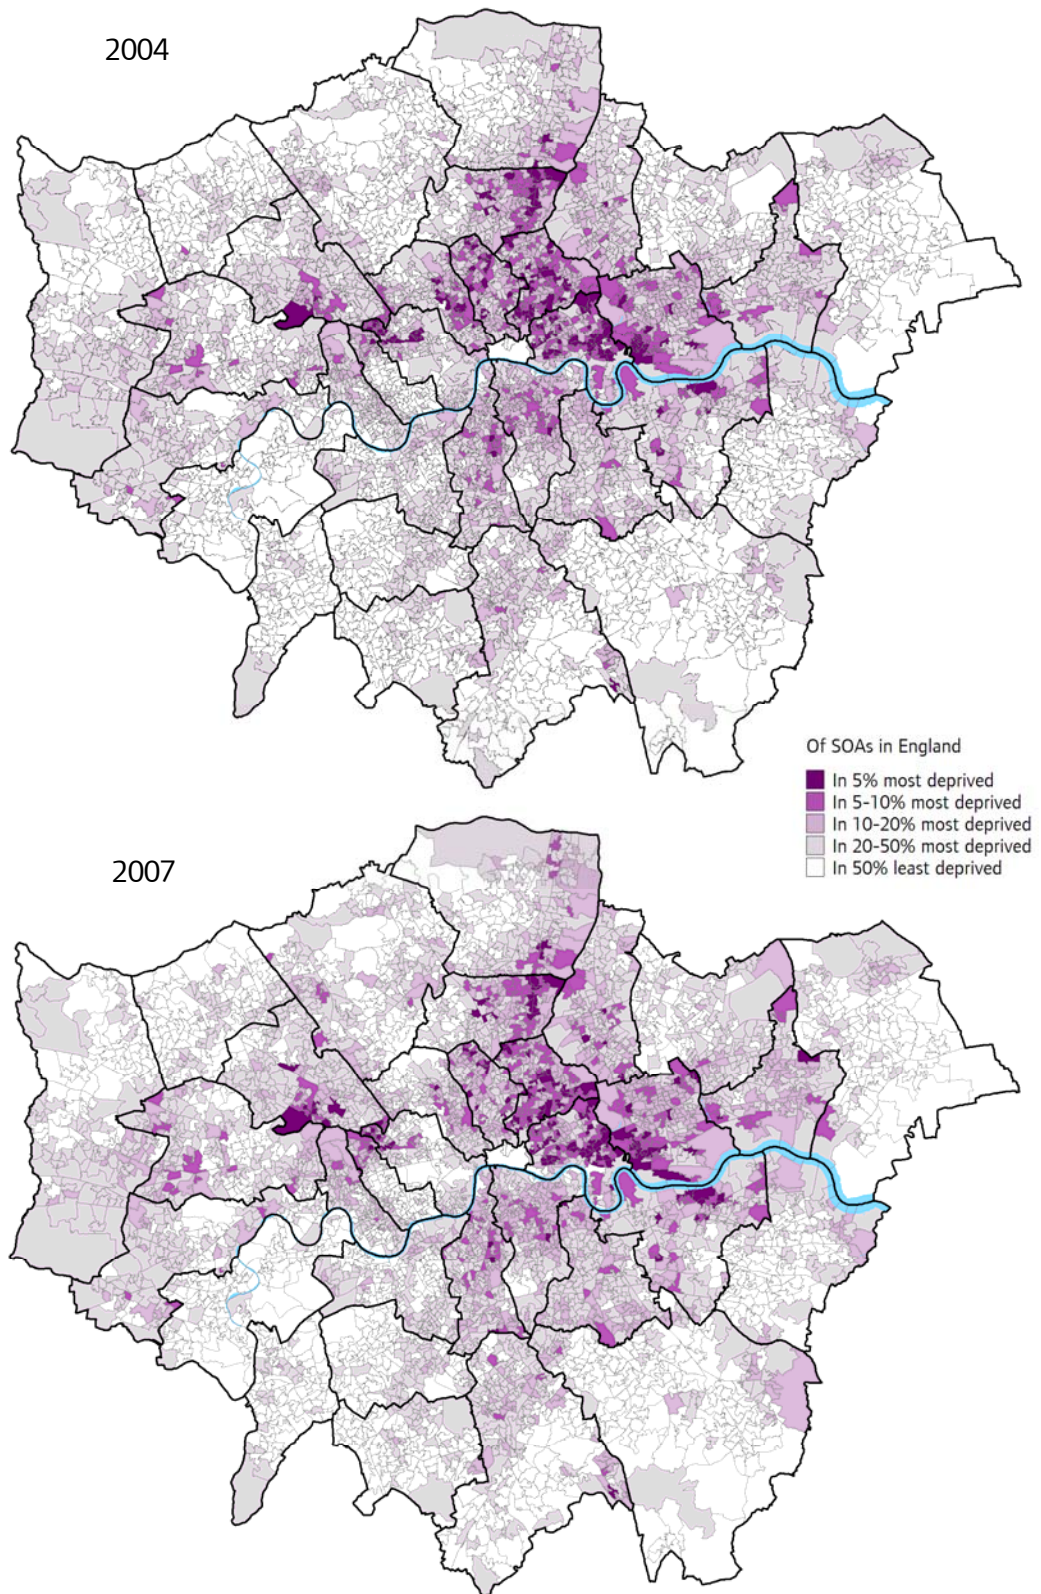 2004
Of SOAs in England
In 5% most deprived
In 5-10% most deprived
In 10-20% most deprived
In 20-50% most deprived
In 50% least deprived
2007